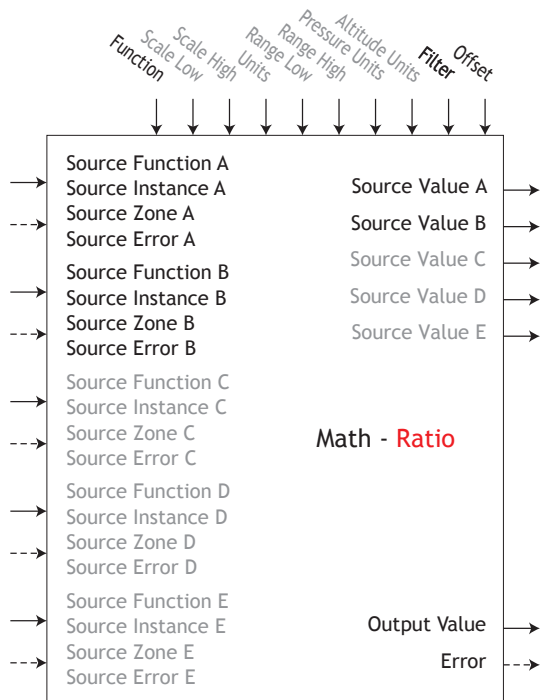 Function
Scale Low
Scale High
Units
Range Low
Range High
Pressure Units
Altitude Units
Filter
Offset
Source Function A
Source Instance A
Source Zone A
Source Error A
Source Function B
Source Instance B
Source Zone B
Source Error B
Source Function C
Source Instance C
Source Zone C
Source Error C
Source Function D
Source Instance D
Source Zone D
Source Error D
Source Function E
Source Instance E
Source Zone E
Source Error E
Source Value A
Source Value B
Source Value C
Source Value D
Source Value E
Math - Ratio
Output Value
Error